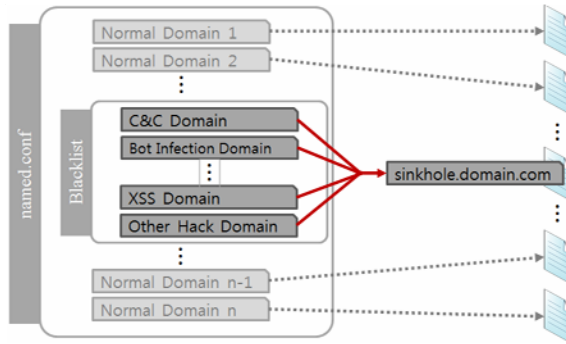 named.conf
Normal Domain 1
Normal Domain 2
Blacklist
C&C Domain
Bot Infection Domain
XSS Domain
Other Hack Domain
sinkhole.domain.com
Normal Domain n-1
Normal Domain n